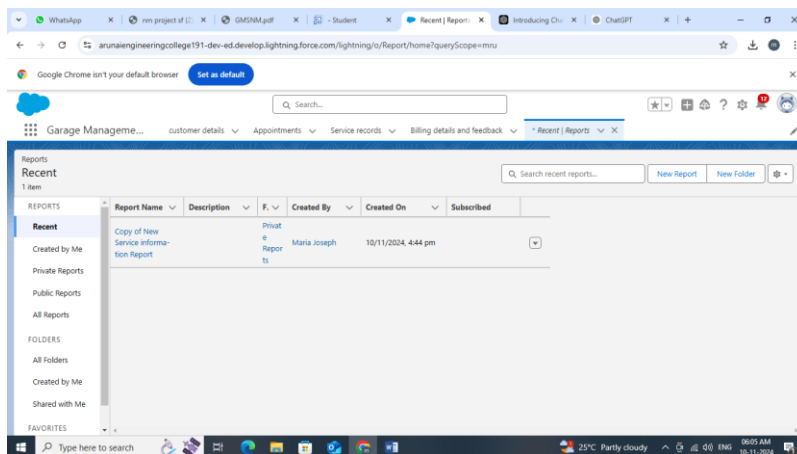 WhatsApp
nm project sf (2)
GMSNM.pdf
- Student
Recent | Reports
Introducing Cha
ChatGPT
arunaiengineeringcollege191-dev-ed.develop.lightning.force.com/lightning/o/Report/home?queryScope=mru
Google Chrome isn't your default browser
Set as default
Search...
12
Garage Manageme...
customer details
Appointments
Service records
Billing details and feedback
* Recent | Reports
Reports
Recent
1 item
Search recent reports...
New Report
New Folder
REPORTS
Recent
Created by Me
Private Reports
Public Reports
All Reports
FOLDERS
All Folders
Created by Me
Shared with Me
FAVORITES
Report Name
Description
F.
Created By
Created On
Subscribed
Copy of New
Service informa-
tion Report
Privat
e
Repor
ts
Maria Joseph
10/11/2024, 4:44 pm
Type here to search
25°C Partly cloudy
ENG
06:05 AM
10-11-2024